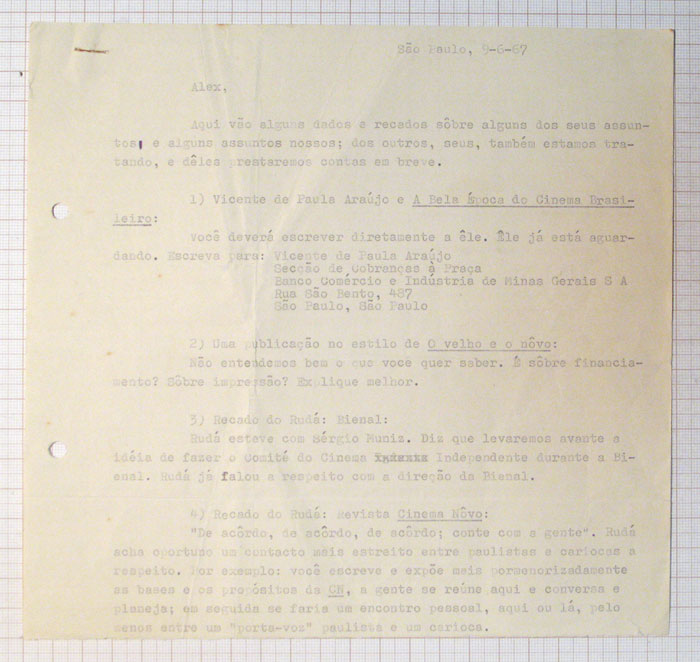 São Paulo, 9-6-67
Alex,
Aqui vão alguns dados e recados sôbre alguns dos seus assun-
tos, e alguns assuntos nossos; dos outros, seus, também estamos tra-
tando, e dêles prestaremos contas em breve.
1) Vicente de Paula Araújo e A Bela Época do Cinema Brasi-
leiro:
Você deverá escrever diretamente a êle. Êle já está aguar-
dando. Escreva para: Vicente de Paula Araújo
Secção de Cobranças à Praça
Banco Comércio e Indústria de Minas Gerais S A
Rua São Bento, 487
São Paulo, São Paulo
2) Uma publicação no estilo de O velho e o nôvo:
Não entendemos bem o que você quer saber. É sôbre financia-
mento? Sôbre impressão? Explique melhor.
3) Recado do Rudá: Bienal:
Rudá esteve com Sérgio Muniz. Diz que levaremos avante a
idéia de fazer o Comitê do Cinema Independente durante a Bi-
enal. Rudá já falou a respeito com a direção da Bienal.
4) Recado do Rudá: Revista Cinema Nôvo:
"De acôrdo, de acôrdo, de acôrdo; conte com a gente". Rudá
acha oportuno um contacto mais estreito entre paulistas e cariocas a
respeito. Por exemplo: você escreve e expõe mais pormenorizadamente
as bases e os propósitos da CN, a gente se reúne aqui e conversa e
planeja; em seguida se faria um encontro pessoal, aqui ou lá, pelo
menos entre um "porta-voz" paulista e um carioca.